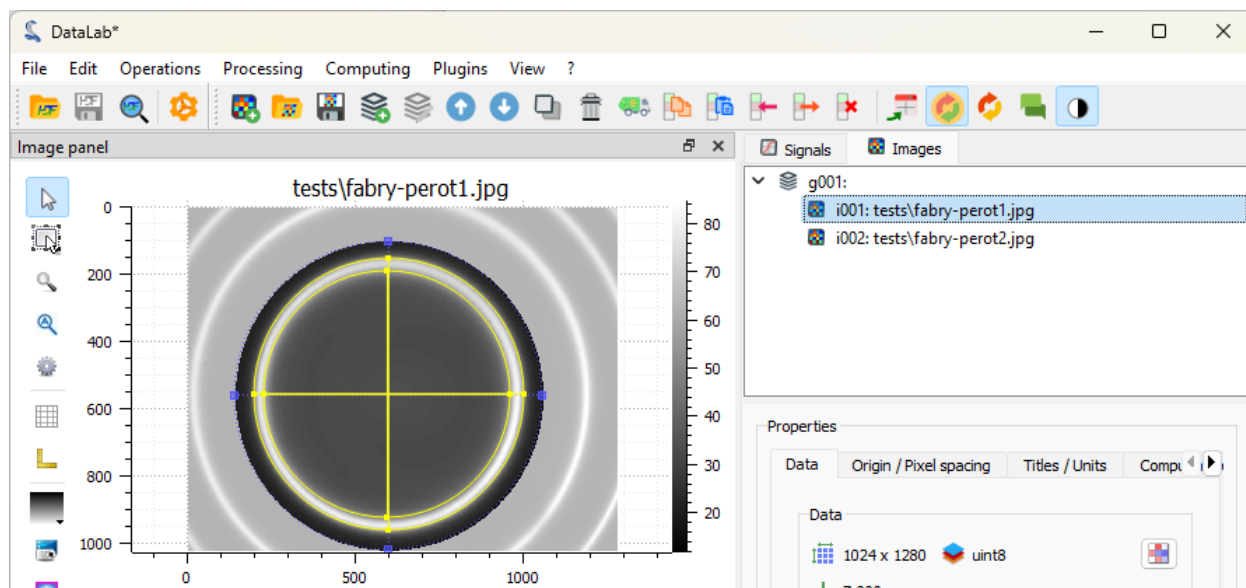 DataLab*
File Edit Operations Processing Computing Plugins View ?
Image panel
Signals Images
g001:
i001: tests\fabry-perot1.jpg
i002: tests\fabry-perot2.jpg
tests\fabry-perot1.jpg
0
200
400
600
800
1000
0 500 1000
80
70
60
50
40
30
20
Properties
Data Origin / Pixel spacing Titles / Units
Data
1024 x 1280 uint8